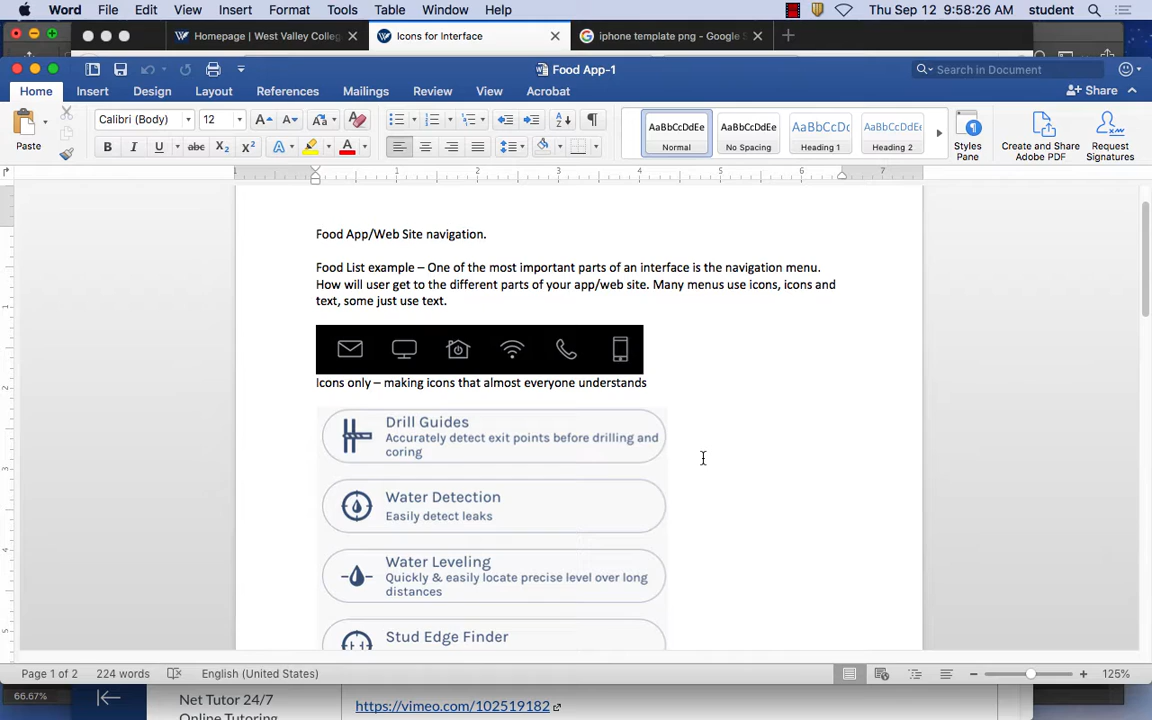 Word File Edit View Insert Format Tools Table Window Help Thu Sep 12 9:58:26 AM student
Homepage | West Valley Colleg Icons for Interface iphone template png - Google S
Food App-1 Search in Document
Home Insert Design Layout References Mailings Review View Acrobat Share
Calibri (Body) 12
AaBbCcDdEe AaBbCcDdEe AaBbCcDc AaBbCcDdEe
Paste Normal No Spacing Heading 1 Heading 2 Styles Pane Create and Share Adobe PDF Request Signatures
1 1 2 3 4 5 6 7
Food App/Web Site navigation.
Food List example – One of the most important parts of an interface is the navigation menu.
How will user get to the different parts of your app/web site. Many menus use icons, icons and
text, some just use text.
Icons only – making icons that almost everyone understands
Drill Guides
Accurately detect exit points before drilling and
coring
Water Detection
Easily detect leaks
Water Leveling
Quickly & easily locate precise level over long
distances
Stud Edge Finder
Page 1 of 2 224 words English (United States) 125%
66.67%
Net Tutor 24/7
Online Tutoring
https://vimeo.com/102519182